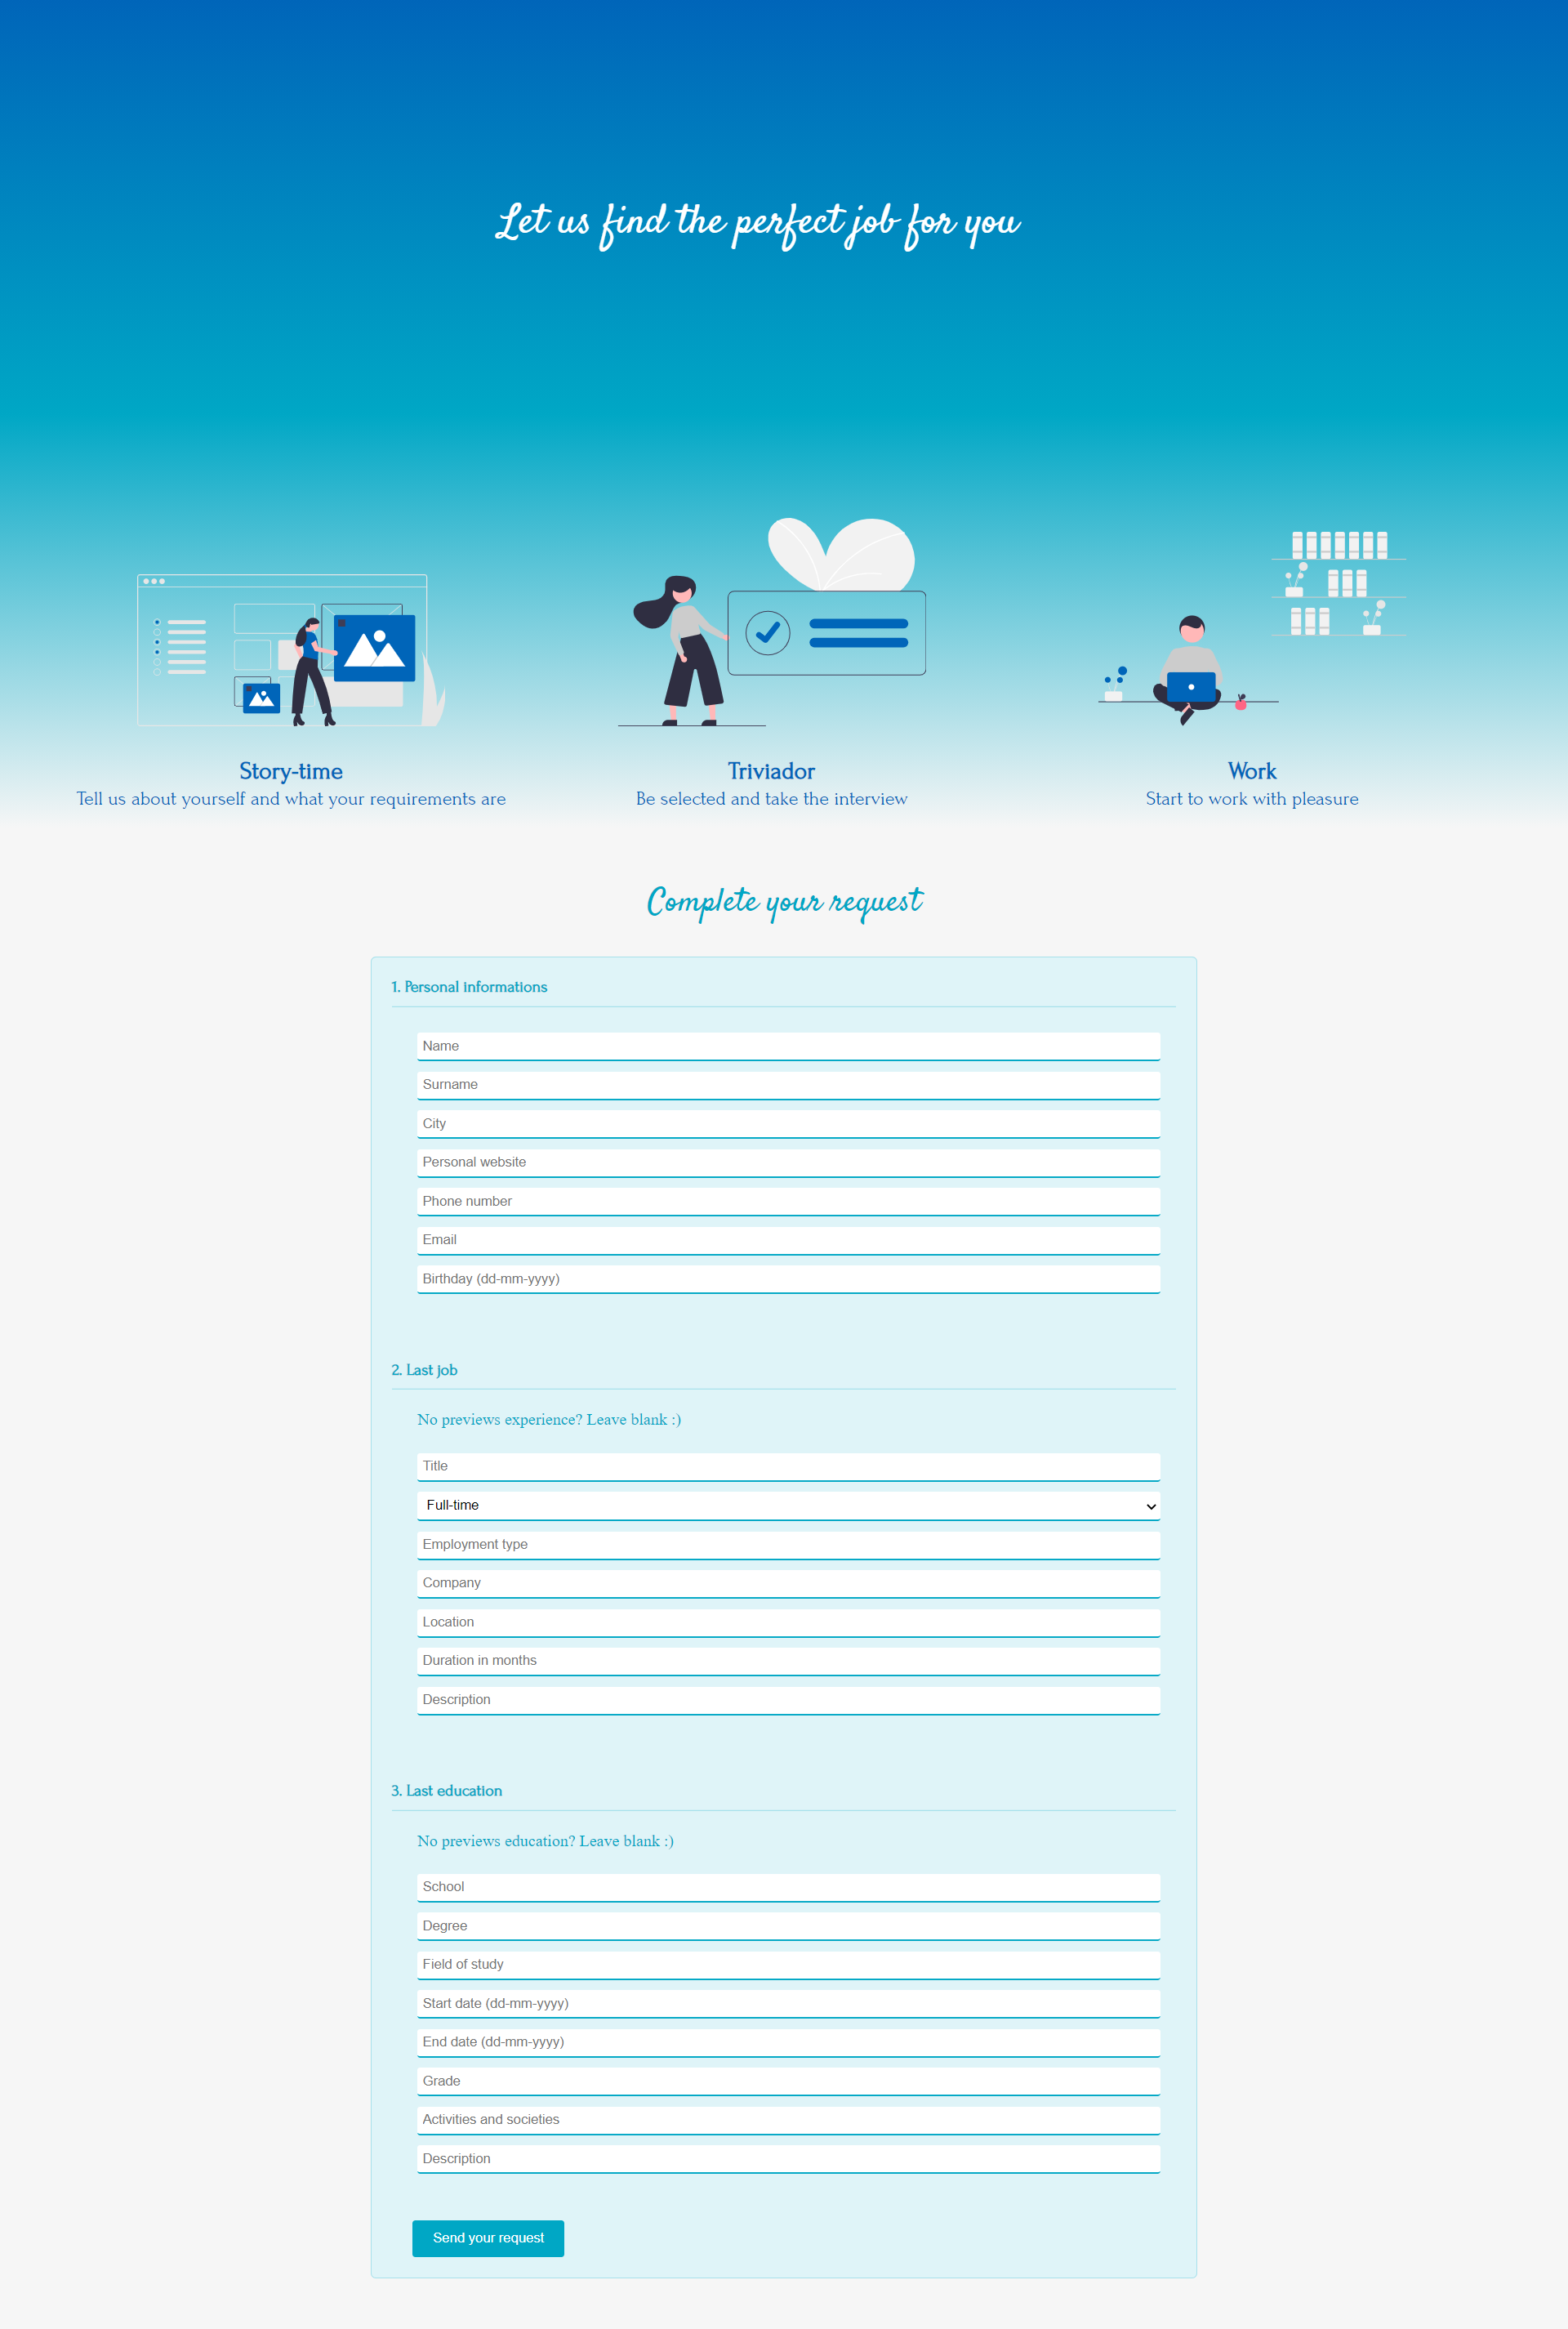 Let us find the perfect job for you
Story-time
Tell us about yourself and what your requirements are
Triviador
Be selected and take the interview
Work
Start to work with pleasure
Complete your request
1. Personal informations
Name
Surname
City
Personal website
Phone number
Email
Birthday (dd-mm-yyyy)
2. Last job
No previews experience? Leave blank :)
Title
Full-time
Employment type
Company
Location
Duration in months
Description
3. Last education
No previews education? Leave blank :)
School
Degree
Field of study
Start date (dd-mm-yyyy)
End date (dd-mm-yyyy)
Grade
Activities and societies
Description
Send your request